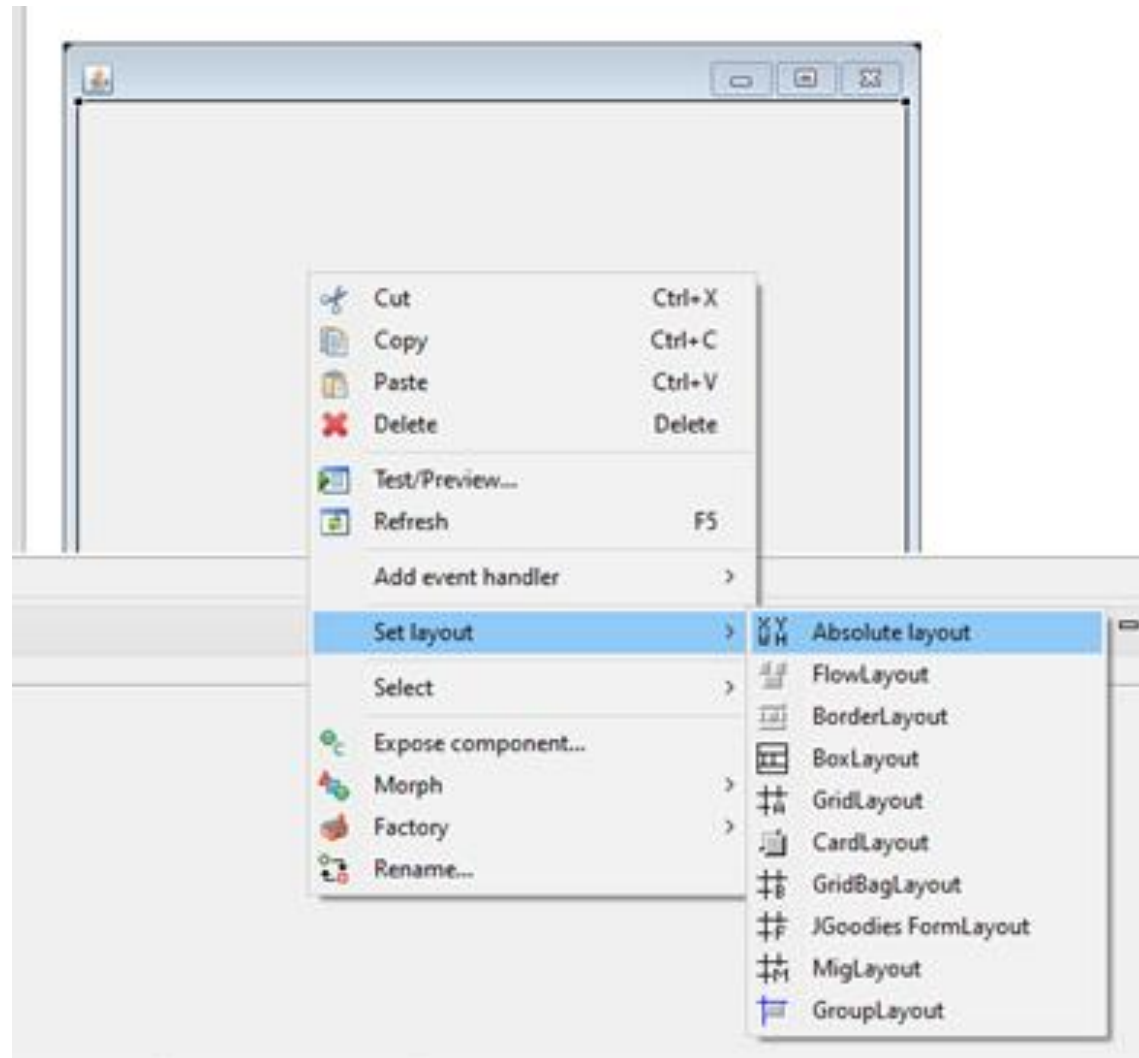 Cut Ctrl+X
Copy Ctrl+C
Paste Ctrl+V
Delete Delete
Test/Preview...
Refresh F5
Add event handler >
Set layout >
Select >
Expose component...
Morph >
Factory >
Rename...
Absolute layout
FlowLayout
BorderLayout
BoxLayout
GridLayout
CardLayout
GridBagLayout
JGoodies FormLayout
MigLayout
GroupLayout